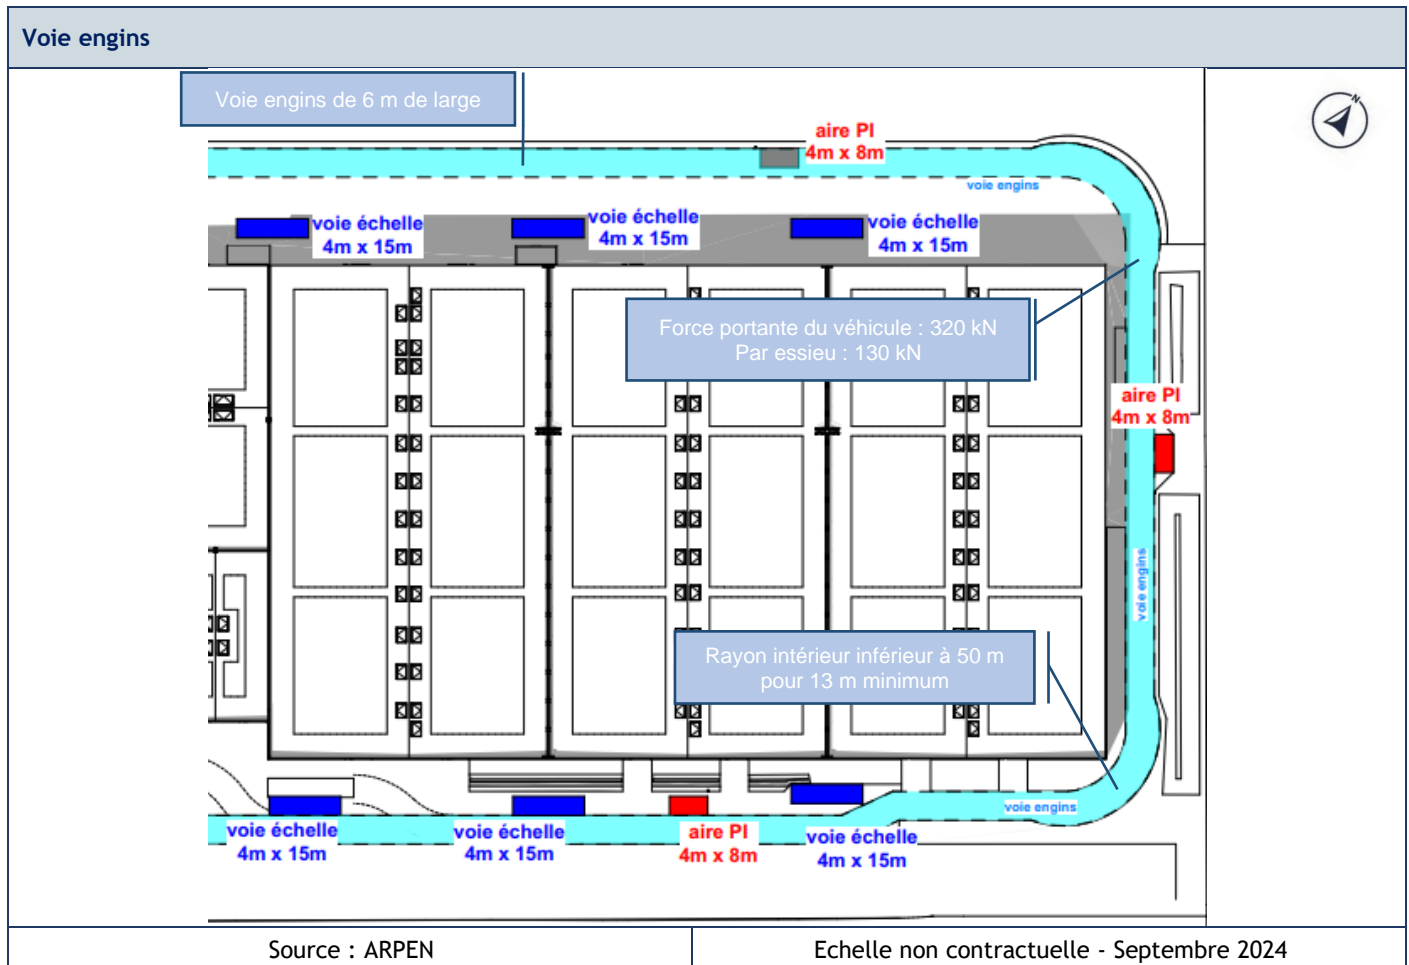 Voie engins
Voie engins de 6 m de large
N
aire PI
4m x 8m
voie engins
voie échelle
4m x 15m
voie échelle
4m x 15m
voie échelle
4m x 15m
Force portante du véhicule : 320 kN
Par essieu : 130 kN
aire PI
4m x 8m
voie engins
Rayon intérieur inférieur à 50 m
pour 13 m minimum
voie engins
voie échelle
4m x 15m
voie échelle
4m x 15m
aire PI
4m x 8m
voie échelle
4m x 15m
Source : ARPEN
Echelle non contractuelle - Septembre 2024